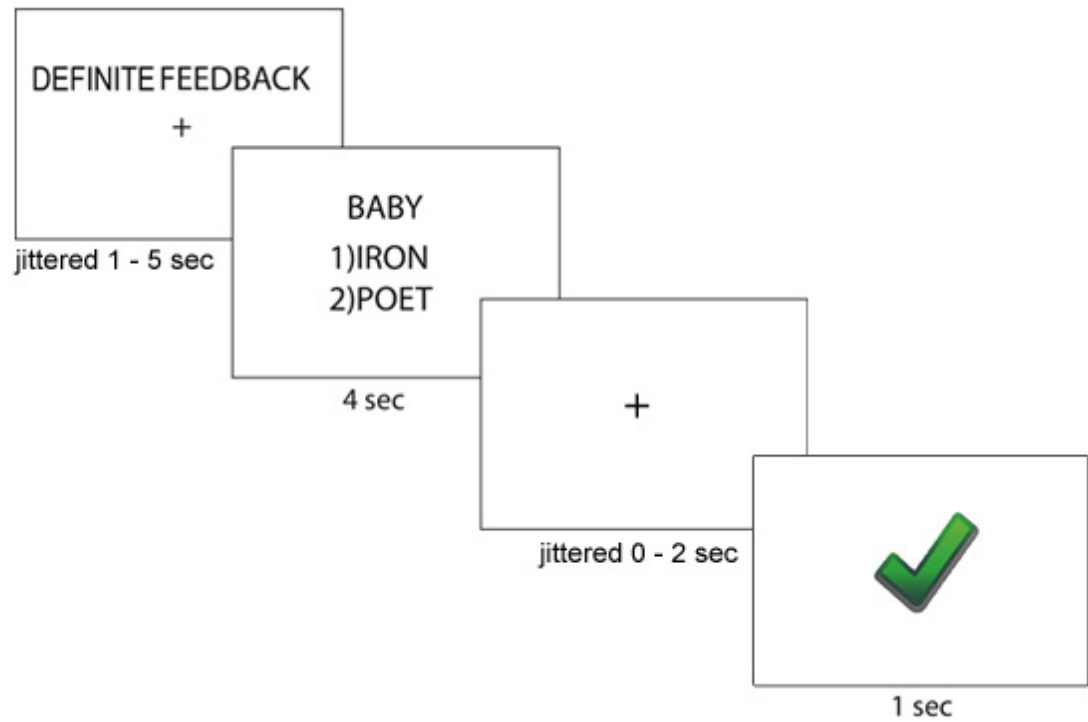 DEFINITE FEEDBACK
+
jittered 1 - 5 sec
BABY
1)IRON
2)POET
4 sec
+
jittered 0 - 2 sec
1 sec